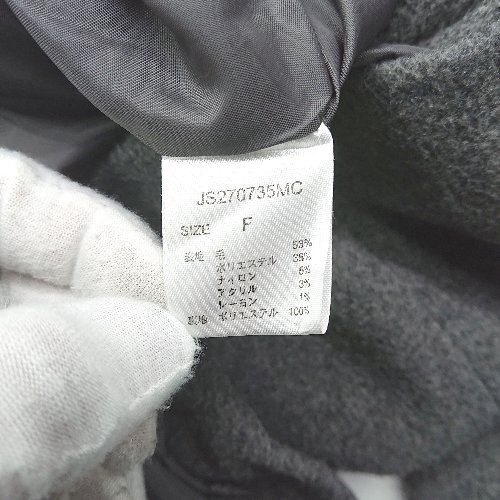 JS270735MC
SIZE F
表地 毛 53%
ポリエステル 38%
ナイロン 5%
アクリル 3%
レーヨン 1%
裏地 ポリエステル 100%